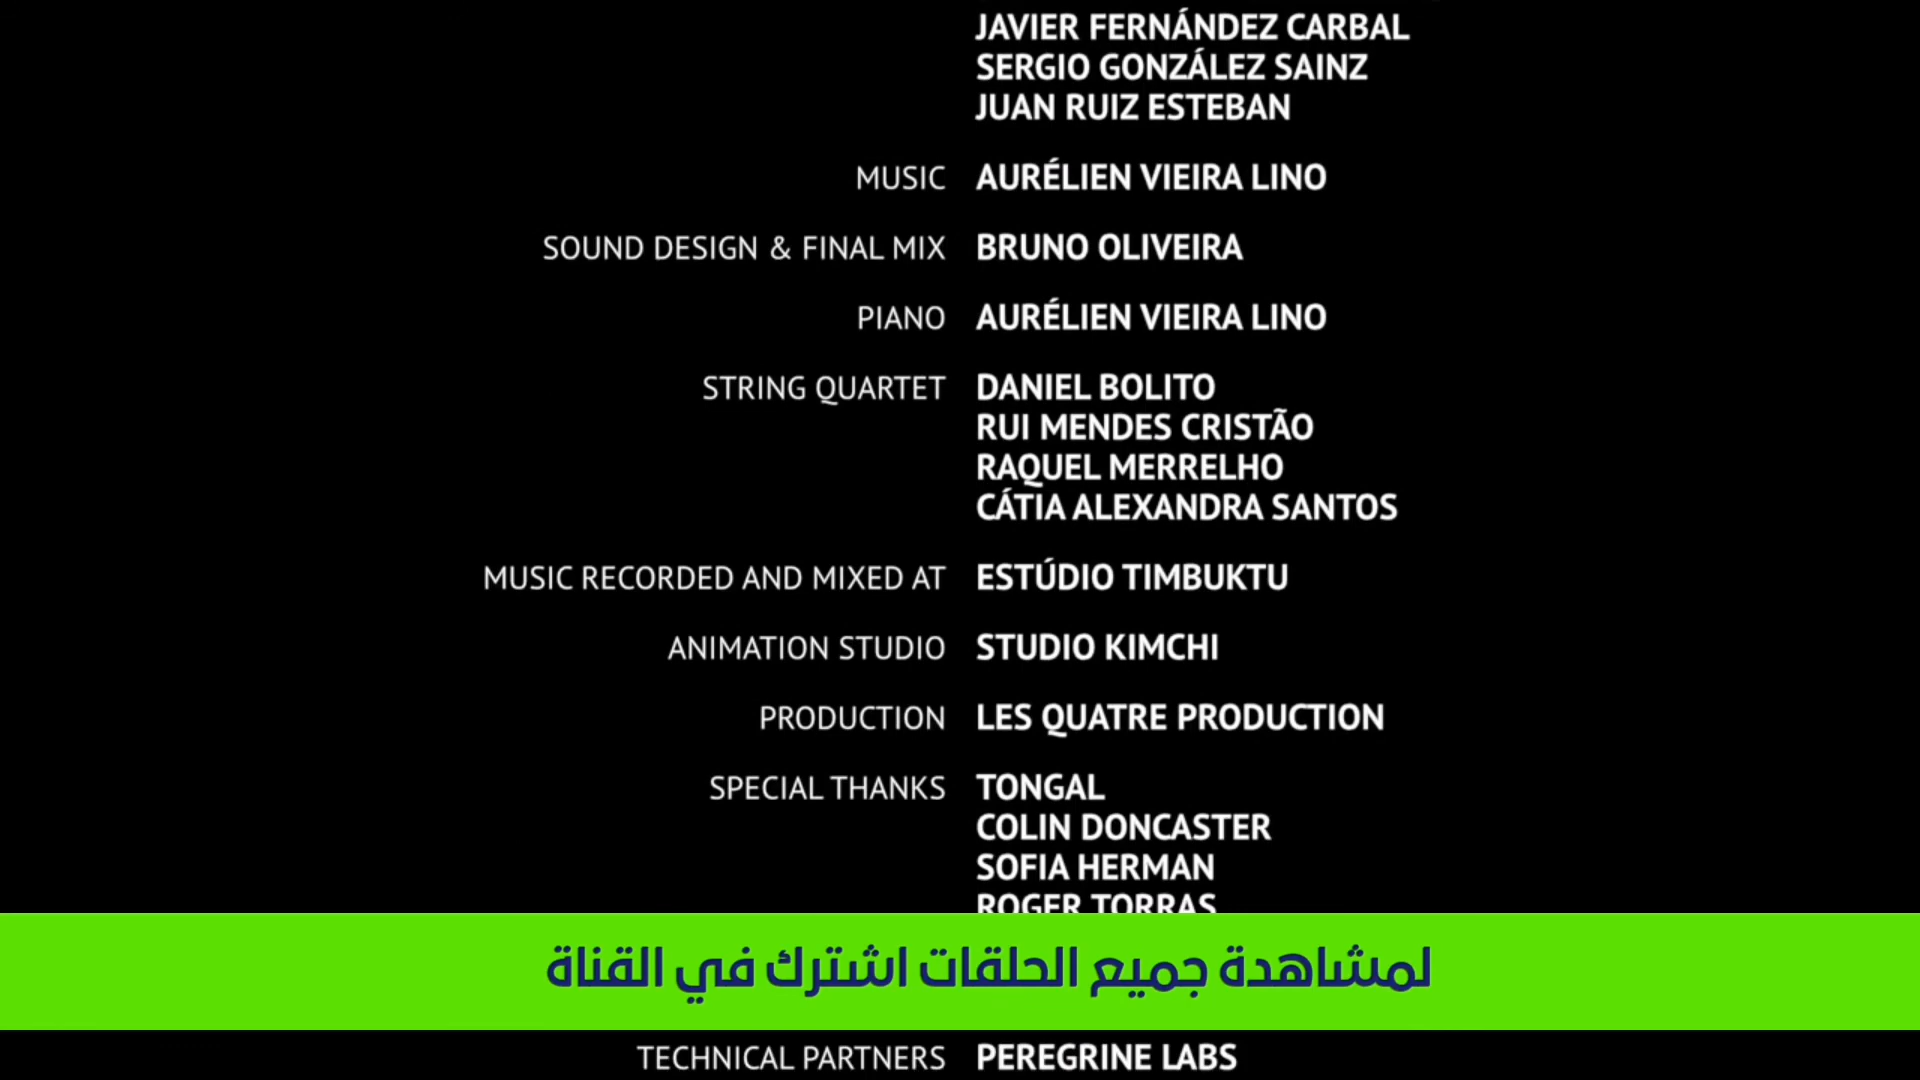 JAVIER FERNÁNDEZ CARBAL
SERGIO GONZÁLEZ SAINZ
JUAN RUIZ ESTEBAN
MUSIC AURÉLIEN VIEIRA LINO
SOUND DESIGN & FINAL MIX BRUNO OLIVEIRA
PIANO AURÉLIEN VIEIRA LINO
STRING QUARTET DANIEL BOLITO
RUI MENDES CRISTÃO
RAQUEL MERRELHO
CÁTIA ALEXANDRA SANTOS
MUSIC RECORDED AND MIXED AT ESTÚDIO TIMBUKTU
ANIMATION STUDIO STUDIO KIMCHI
PRODUCTION LES QUATRE PRODUCTION
SPECIAL THANKS TONGAL
COLIN DONCASTER
SOFIA HERMAN
ROGER TORRAS
لمشاهدة جميع الحلقات اشترك في القناة
TECHNICAL PARTNERS PEREGRINE LABS